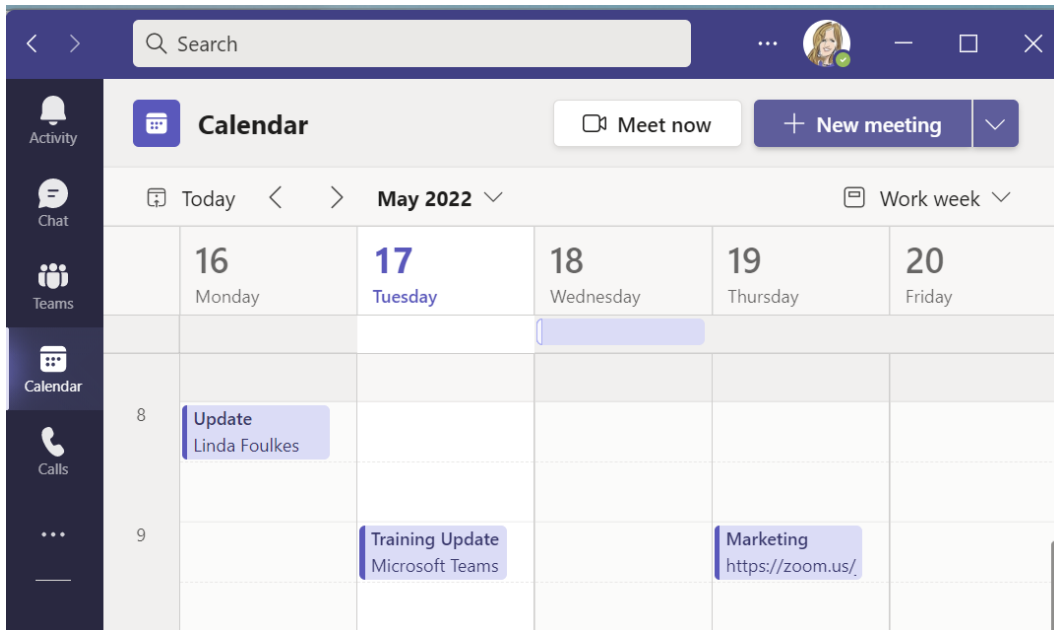 Search
Activity
Chat
Teams
Calendar
Calls
Calendar
Meet now
New meeting
Today
May 2022
Work week
16
Monday
17
Tuesday
18
Wednesday
19
Thursday
20
Friday
8
Update
Linda Foulkes
9
Training Update
Microsoft Teams
Marketing
https://zoom.us/